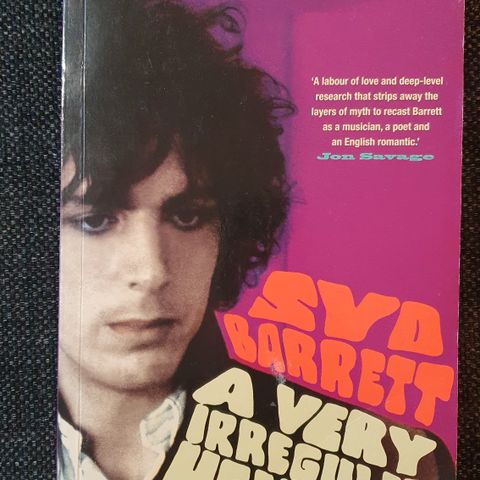 'A labour of love and deep-level
research that strips away the
layers of myth to recast Barrett
as a musician, a poet and
an English romantic.'
Jon Savage
SYD
BARRETT
A VERY